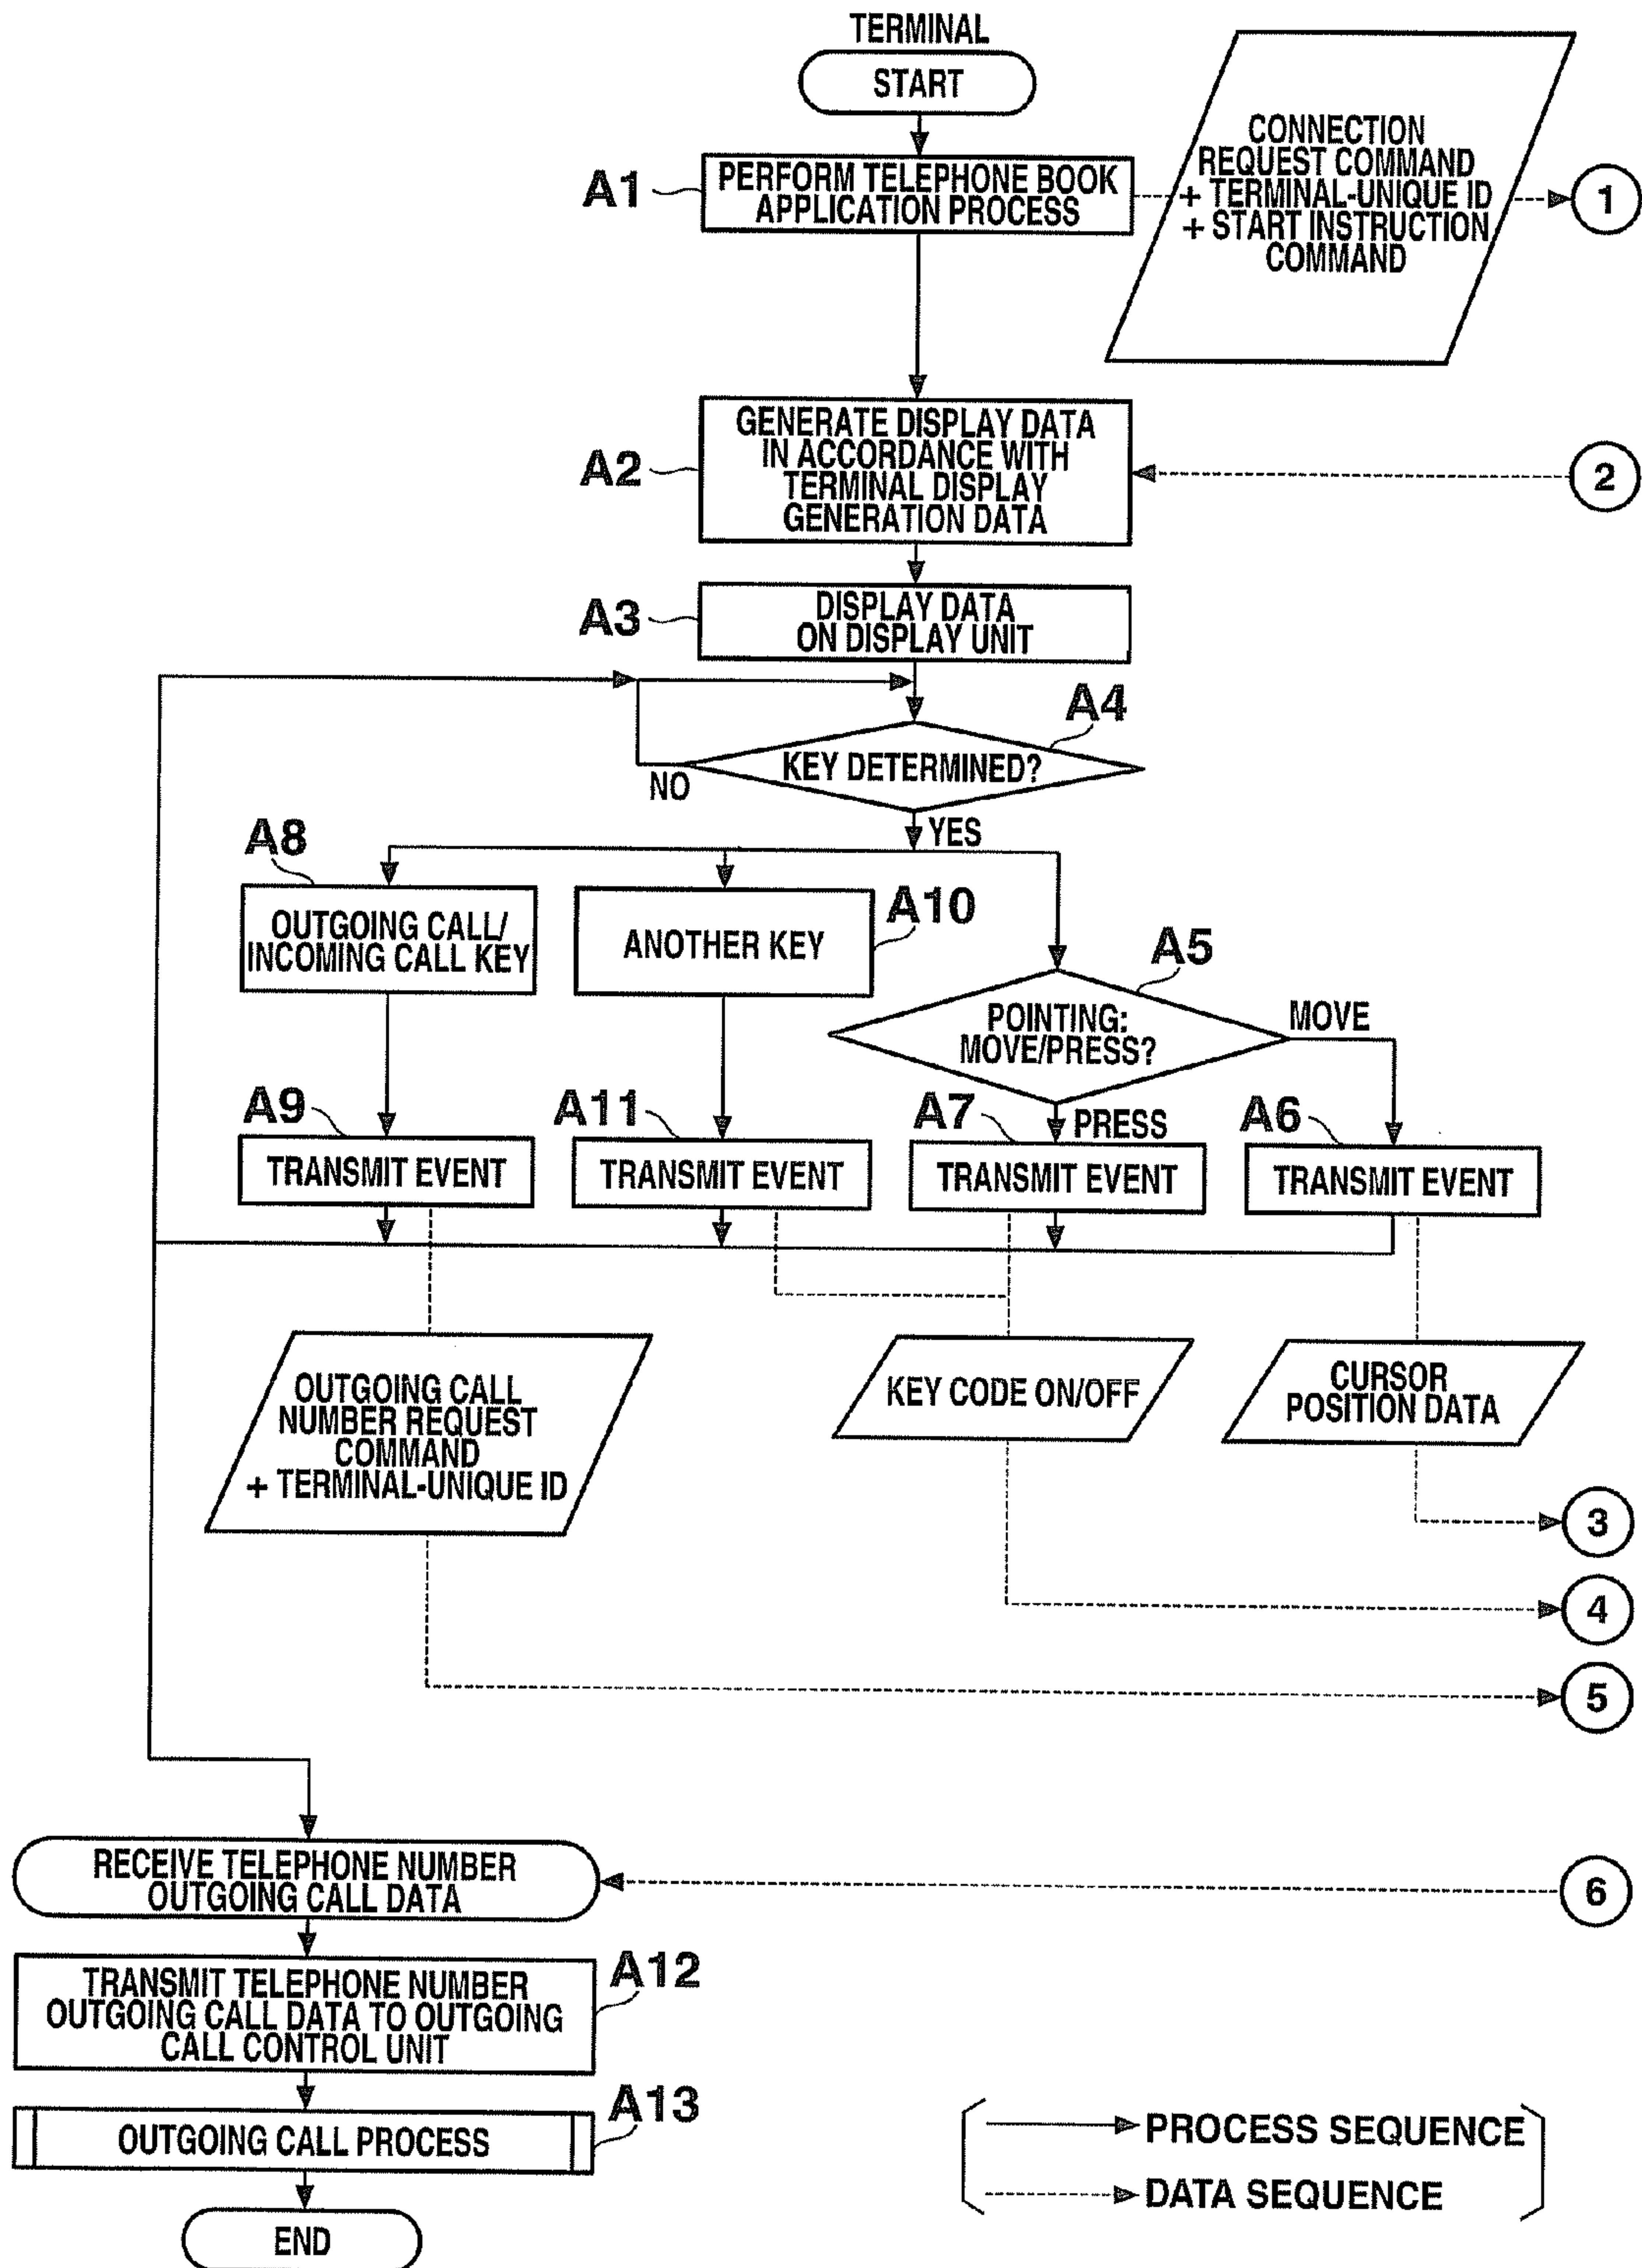 TERMINAL
START
A1
PERFORM TELEPHONE BOOK
APPLICATION PROCESS
CONNECTION
REQUEST COMMAND
+ TERMINAL-UNIQUE ID
+ START INSTRUCTION
COMMAND
1
A2
GENERATE DISPLAY DATA
IN ACCORDANCE WITH
TERMINAL DISPLAY
GENERATION DATA
2
A3
DISPLAY DATA
ON DISPLAY UNIT
A4
KEY DETERMINED?
NO
YES
A8
OUTGOING CALL/
INCOMING CALL KEY
A10
ANOTHER KEY
A5
POINTING:
MOVE/PRESS?
MOVE
PRESS
A9
TRANSMIT EVENT
A11
TRANSMIT EVENT
A7
TRANSMIT EVENT
A6
TRANSMIT EVENT
OUTGOING CALL
NUMBER REQUEST
COMMAND
+ TERMINAL-UNIQUE ID
KEY CODE ON/OFF
CURSOR
POSITION DATA
3
4
5
RECEIVE TELEPHONE NUMBER
OUTGOING CALL DATA
6
A12
TRANSMIT TELEPHONE NUMBER
OUTGOING CALL DATA TO OUTGOING
CALL CONTROL UNIT
A13
OUTGOING CALL PROCESS
END
PROCESS SEQUENCE
DATA SEQUENCE